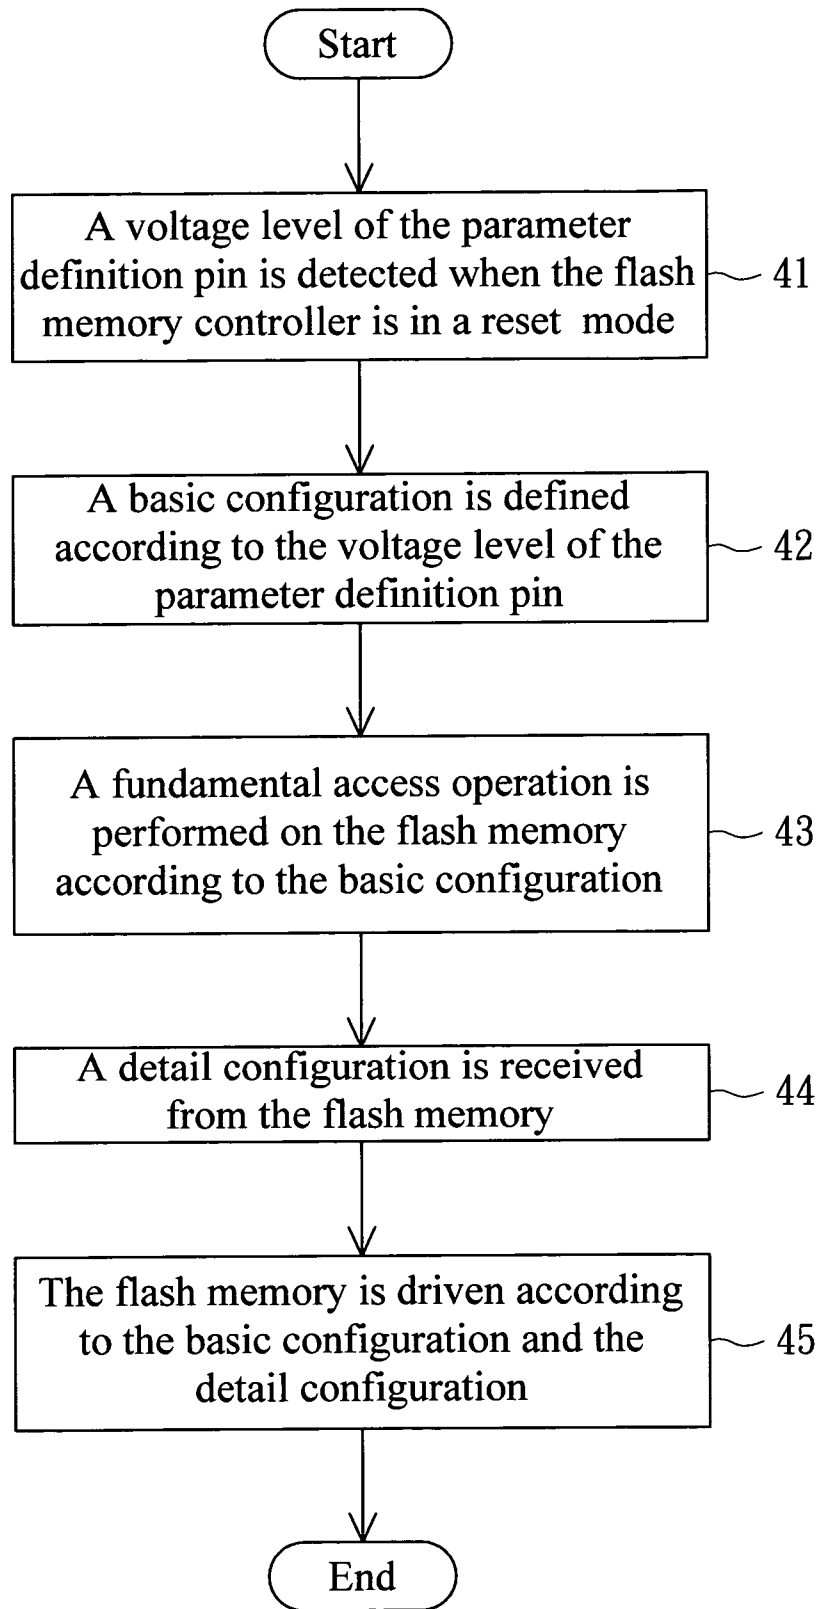 Start
A voltage level of the parameter
definition pin is detected when the flash
memory controller is in a reset mode
41
A basic configuration is defined
according to the voltage level of the
parameter definition pin
42
A fundamental access operation is
performed on the flash memory
according to the basic configuration
43
A detail configuration is received
from the flash memory
44
The flash memory is driven according
to the basic configuration and the
detail configuration
45
End